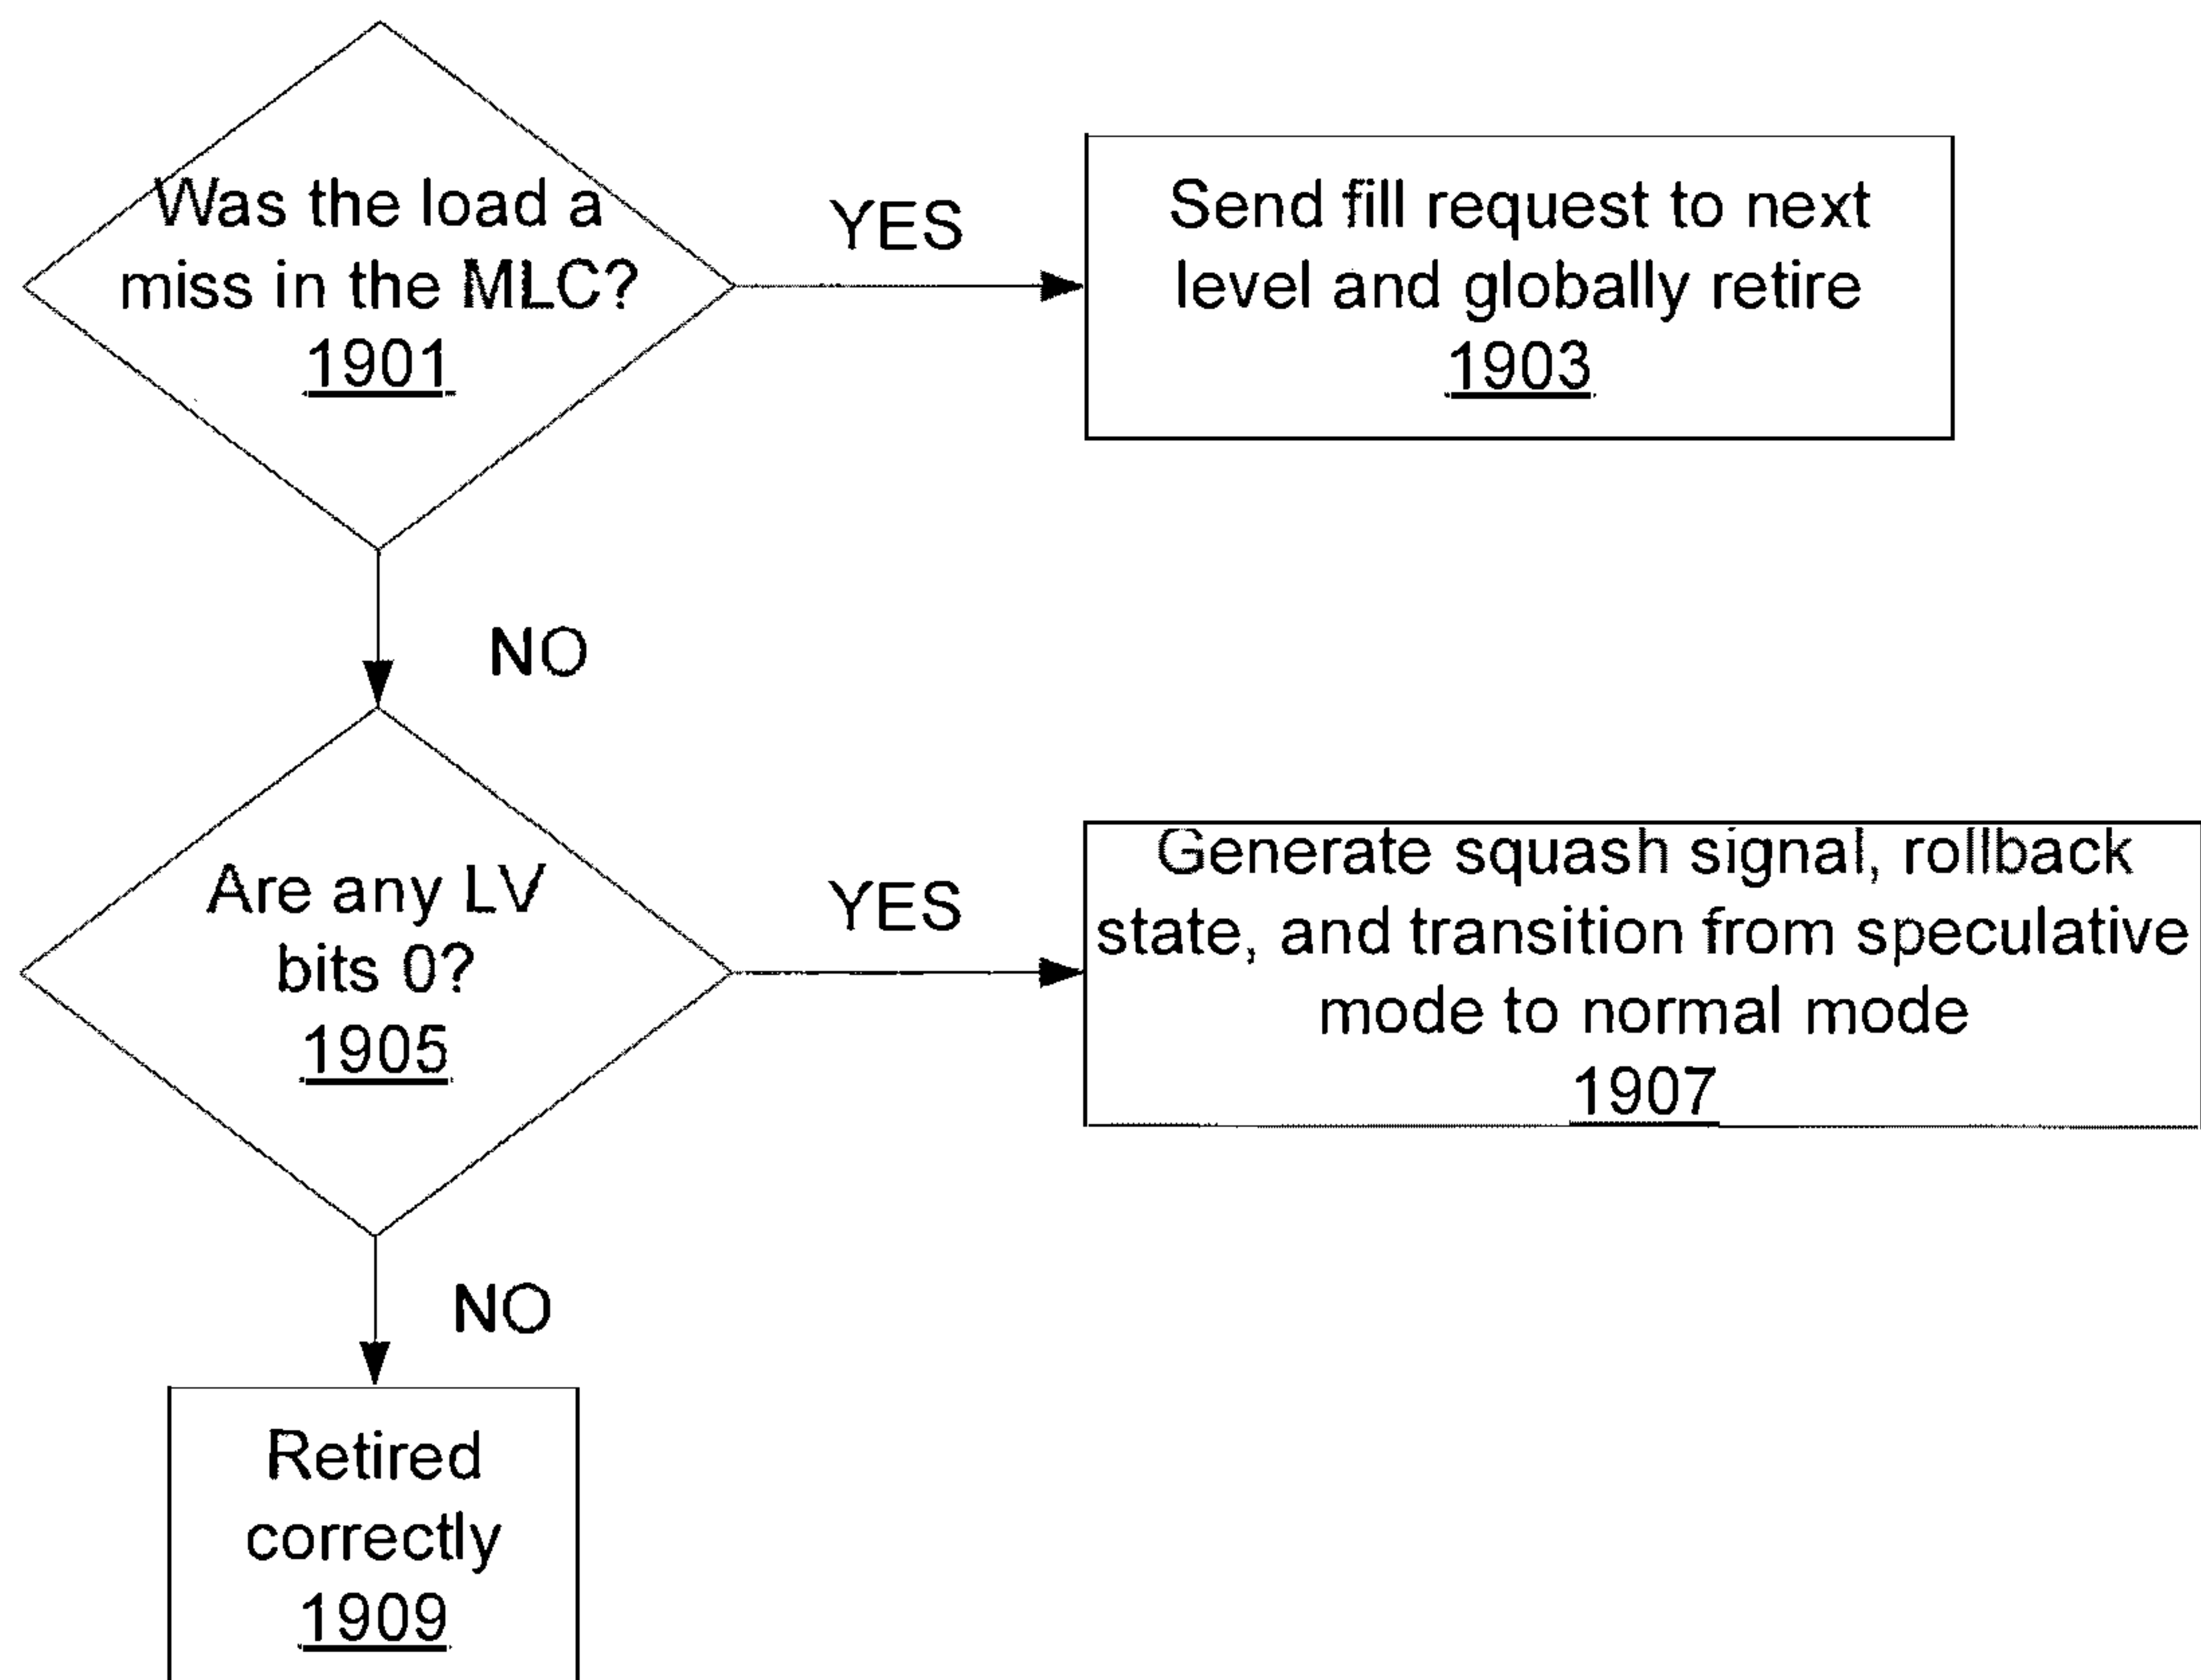 Was the load a
miss in the MLC?
1901
YES
Send fill request to next
level and globally retire
1903
NO
Are any LV
bits 0?
1905
YES
Generate squash signal, rollback
state, and transition from speculative
mode to normal mode
1907
NO
Retired
correctly
1909